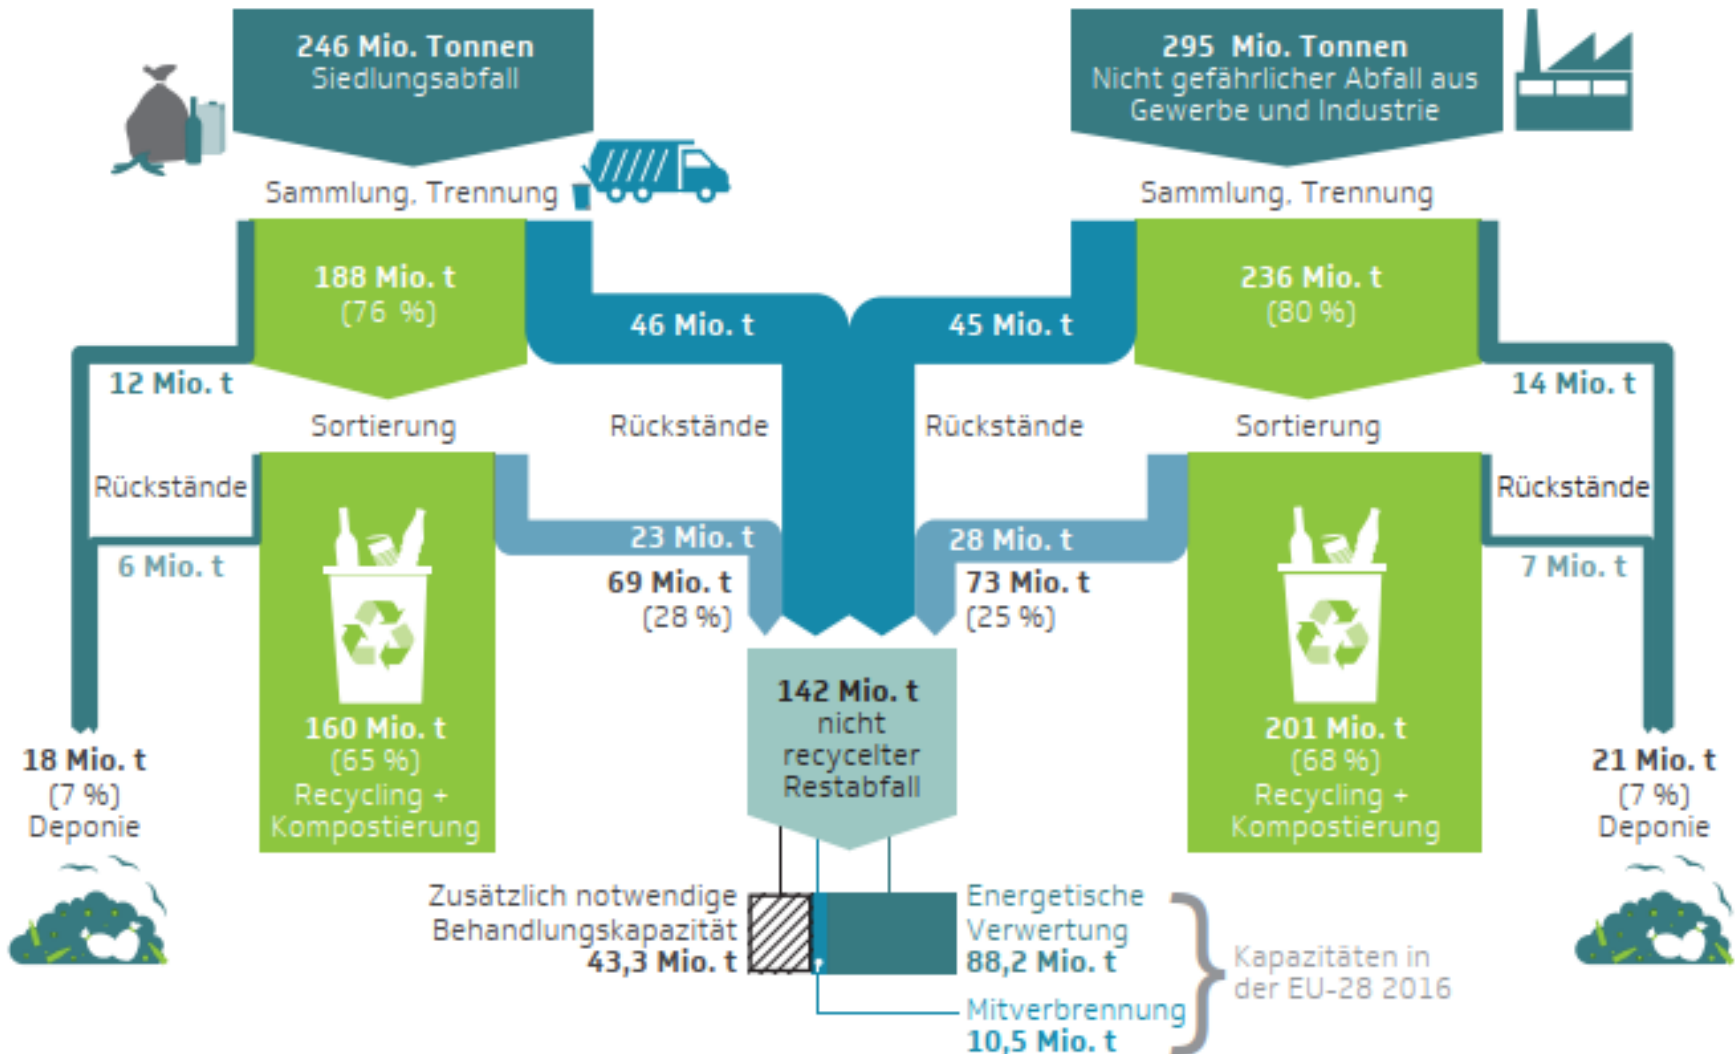 246 Mio. Tonnen
Siedlungsabfall
295 Mio. Tonnen
Nicht gefährlicher Abfall aus
Gewerbe und Industrie
Sammlung, Trennung
Sammlung, Trennung
188 Mio. t
(76 %)
46 Mio. t
45 Mio. t
236 Mio. t
(80 %)
12 Mio. t
14 Mio. t
Sortierung
Rückstände
Rückstände
Sortierung
Rückstände
Rückstände
6 Mio. t
23 Mio. t
28 Mio. t
7 Mio. t
69 Mio. t
(28 %)
73 Mio. t
(25 %)
142 Mio. t
nicht
recycelter
Restabfall
18 Mio. t
(7 %)
Deponie
160 Mio. t
(65 %)
Recycling +
Kompostierung
201 Mio. t
(68 %)
Recycling +
Kompostierung
21 Mio. t
(7 %)
Deponie
Zusätzlich notwendige
Behandlungskapazität
43,3 Mio. t
Energetische
Verwertung
88,2 Mio. t
Mitverbrennung
10,5 Mio. t
Kapazitäten in
der EU-28 2016